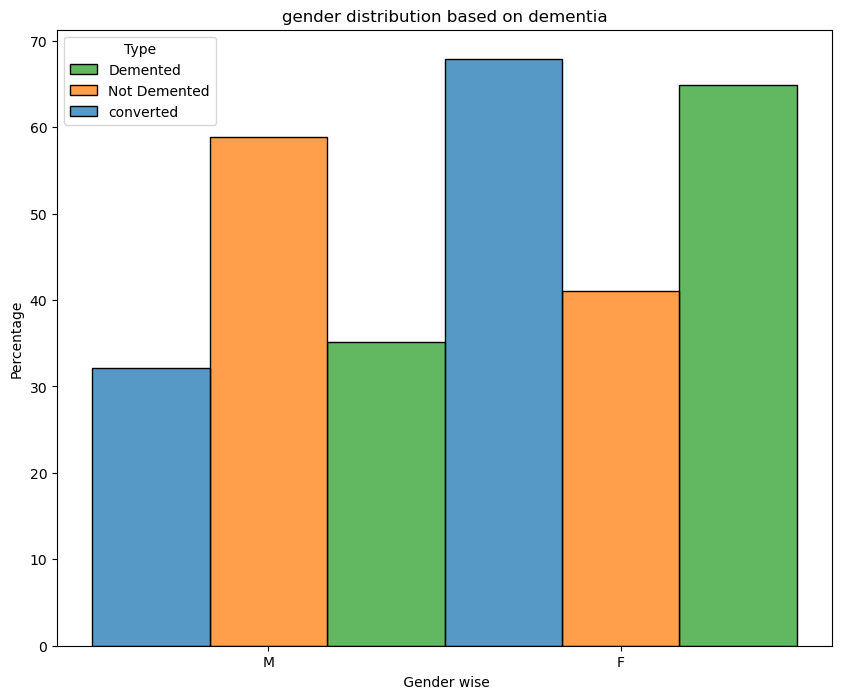 gender distribution based on dementia
Type
Demented
Not Demented
converted
Percentage
70
60
50
40
30
20
10
0
M F
Gender wise